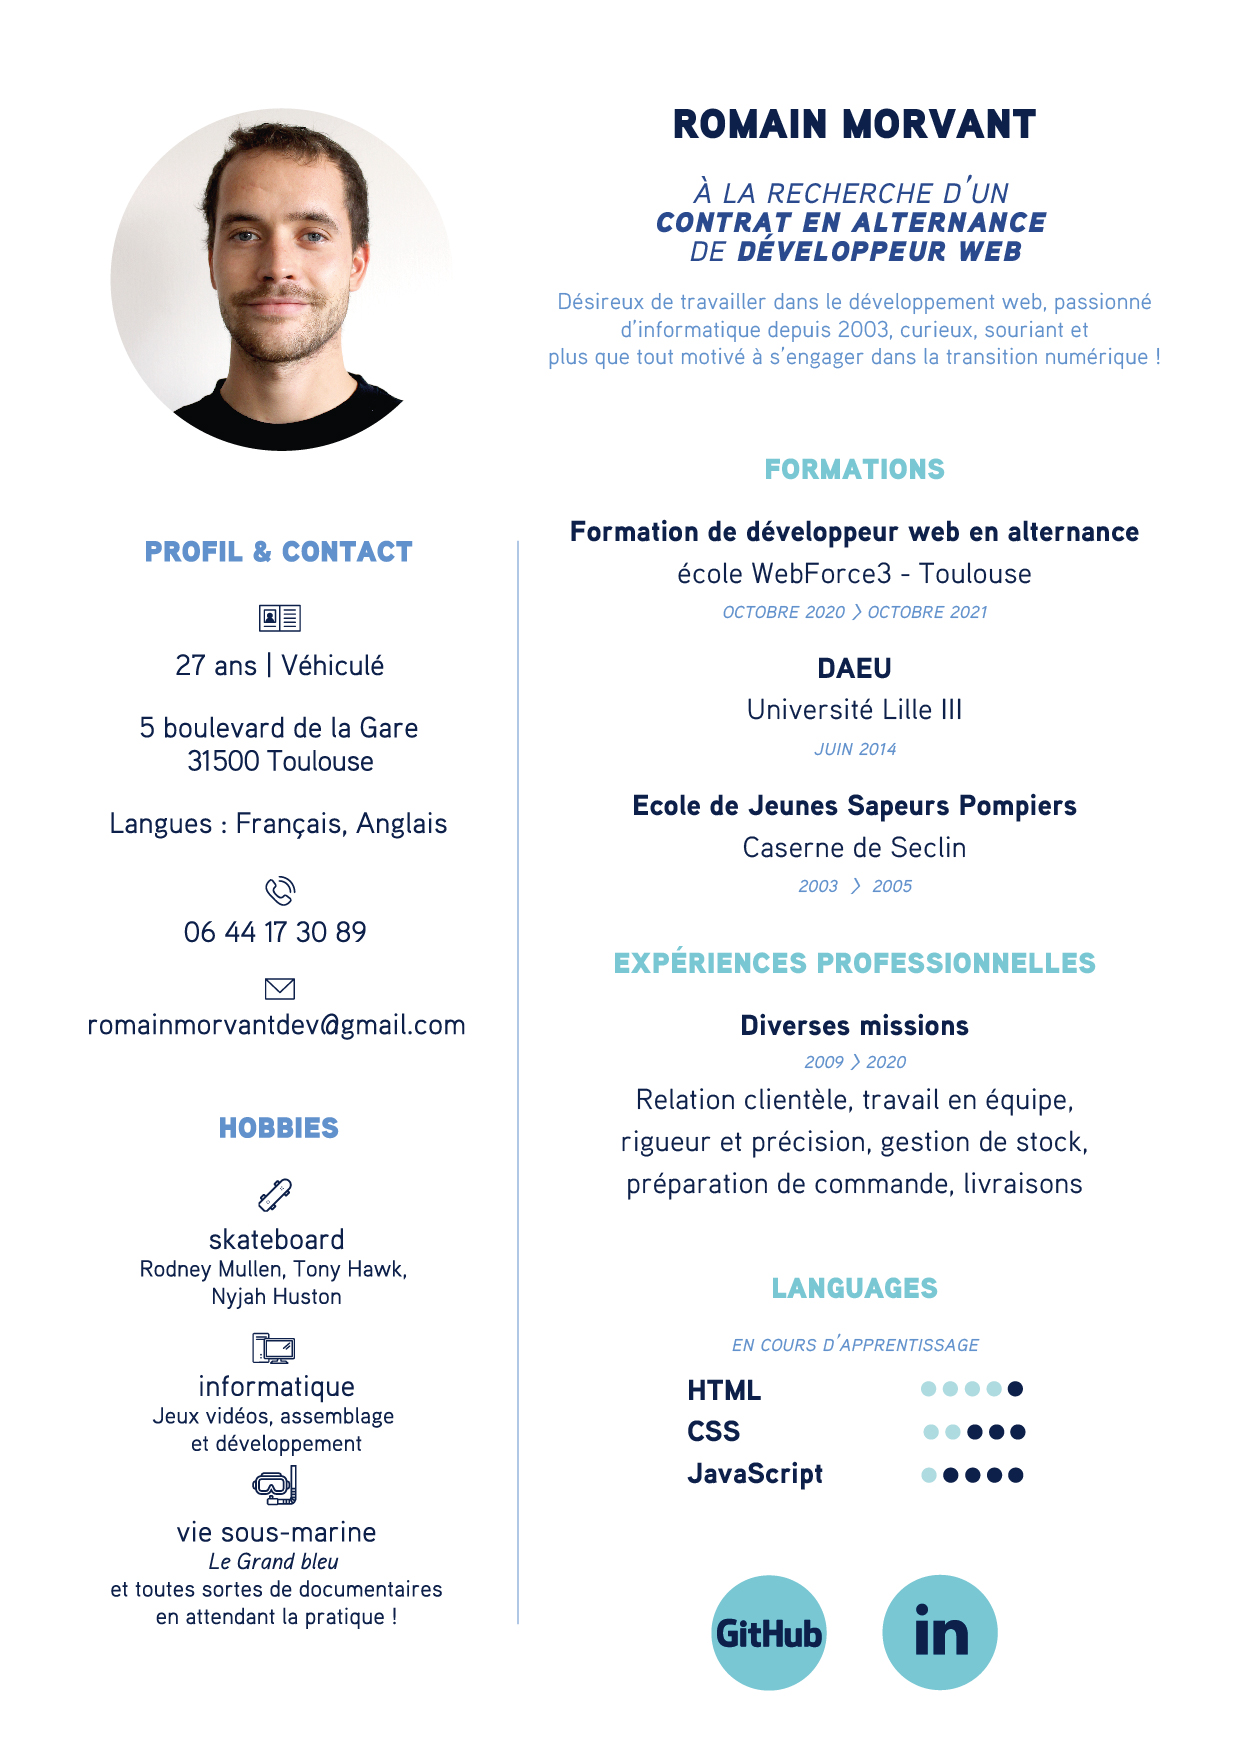 ROMAIN MORVANT
À LA RECHERCHE D'UN
CONTRAT EN ALTERNANCE
DE DÉVELOPPEUR WEB
Désireux de travailler dans le développement web, passionné
d'informatique depuis 2003, curieux, souriant et
plus que tout motivé à s'engager dans la transition numérique !
PROFIL & CONTACT
27 ans | Véhiculé
5 boulevard de la Gare
31500 Toulouse
Langues : Français, Anglais
06 44 17 30 89
romainmorvantdev@gmail.com
HOBBIES
skateboard
Rodney Mullen, Tony Hawk,
Nyjah Huston
informatique
Jeux vidéos, assemblage
et développement
vie sous-marine
Le Grand bleu
et toutes sortes de documentaires
en attendant la pratique !
FORMATIONS
Formation de développeur web en alternance
école WebForce3 - Toulouse
OCTOBRE 2020 > OCTOBRE 2021
DAEU
Université Lille III
JUIN 2014
Ecole de Jeunes Sapeurs Pompiers
Caserne de Seclin
2003 > 2005
EXPÉRIENCES PROFESSIONNELLES
Diverses missions
2009 > 2020
Relation clientèle, travail en équipe,
rigueur et précision, gestion de stock,
préparation de commande, livraisons
LANGUAGES
EN COURS D'APPRENTISSAGE
HTML
CSS
JavaScript
GitHub
in